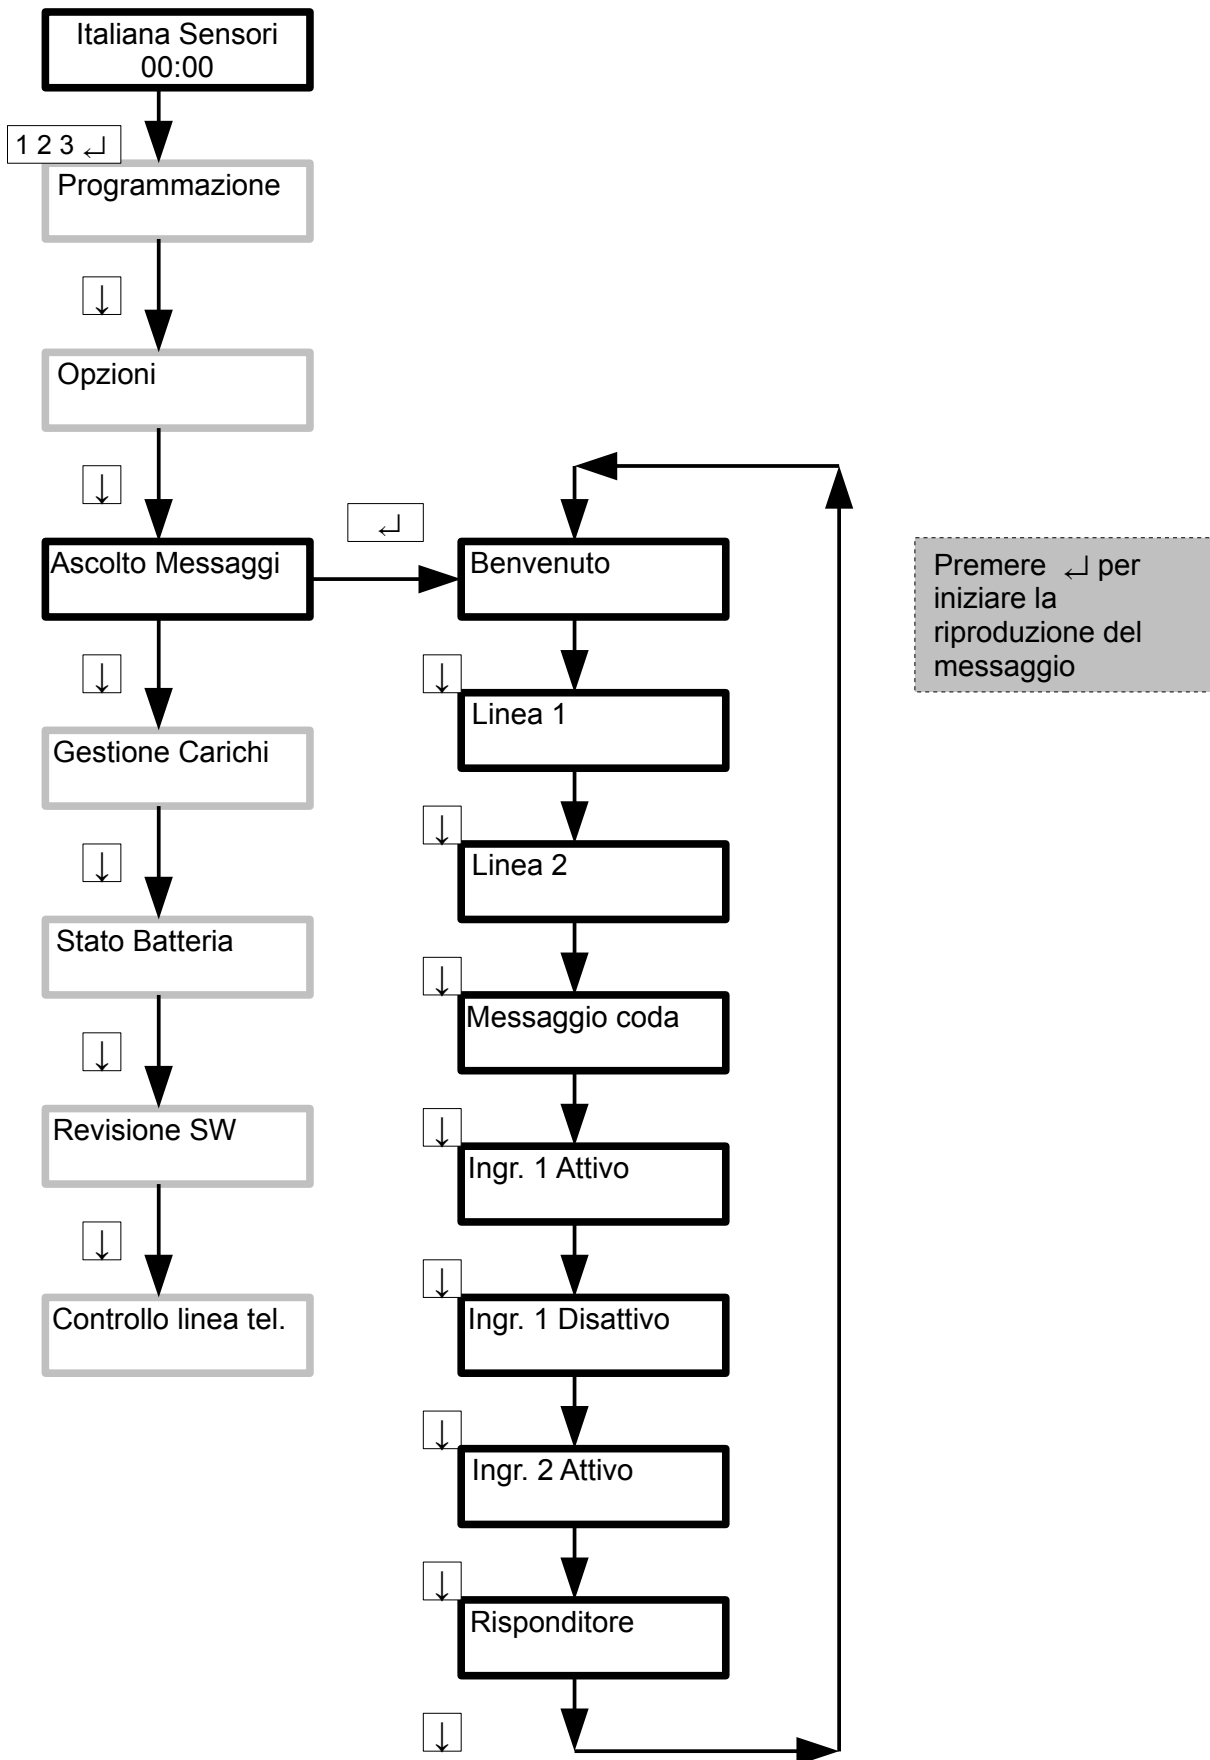 Italiana Sensori
00:00
1 2 3 ↵
Programmazione
↓
Opzioni
↓
Ascolto Messaggi
↵
Benvenuto
Premere ↵ per
iniziare la
riproduzione del
messaggio
↓
↓
Linea 1
Gestione Carichi
↓
↓
Linea 2
Stato Batteria
↓
Messaggio coda
↓
Revisione SW
↓
Ingr. 1 Attivo
↓
↓
Controllo linea tel.
Ingr. 1 Disattivo
↓
Ingr. 2 Attivo
↓
Risponditore
↓